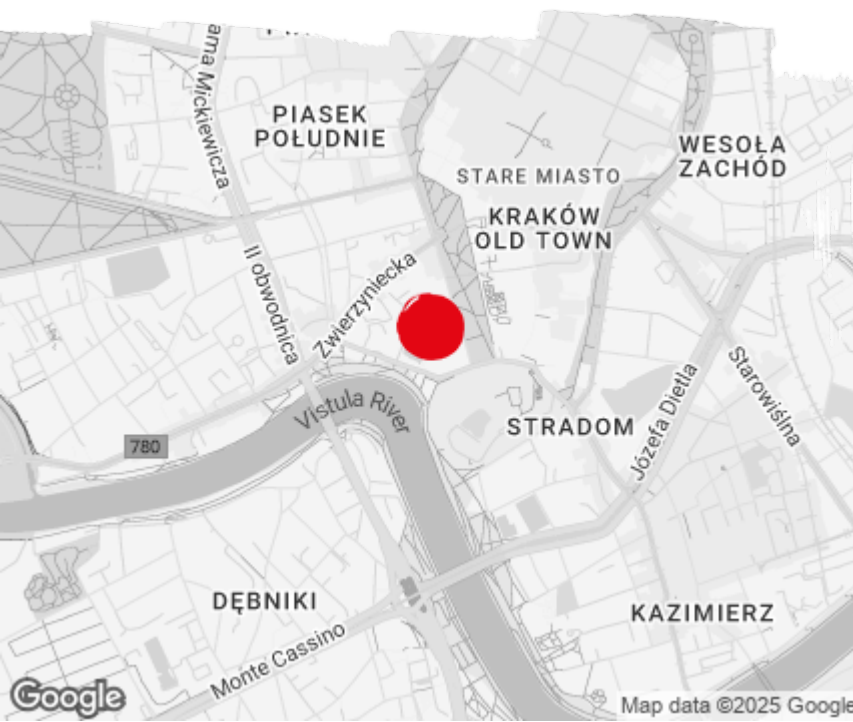 ama Mickiewicza
PIASEK
POŁUDNIE
WESOŁA
ZACHÓD
STARE MIASTO
KRAKÓW
OLD TOWN
II obwodnica
Zwierzyniecka
Vistula River
STRADOM
Józefa Dietla
Starowiślna
780
DĘBNIKI
KAZIMIERZ
Monte Cassino
Google
Map data ©2025 Google